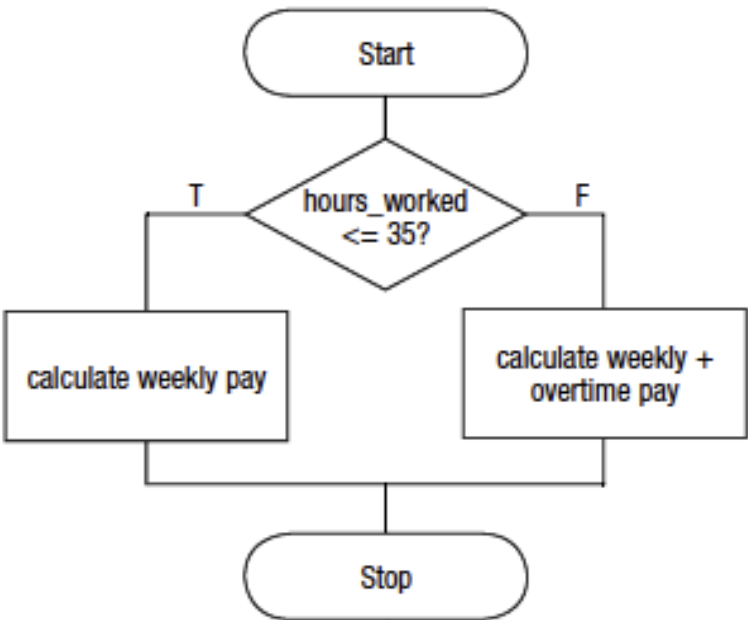 Start
T
hours_worked
<= 35?
F
calculate weekly pay
calculate weekly +
overtime pay
Stop